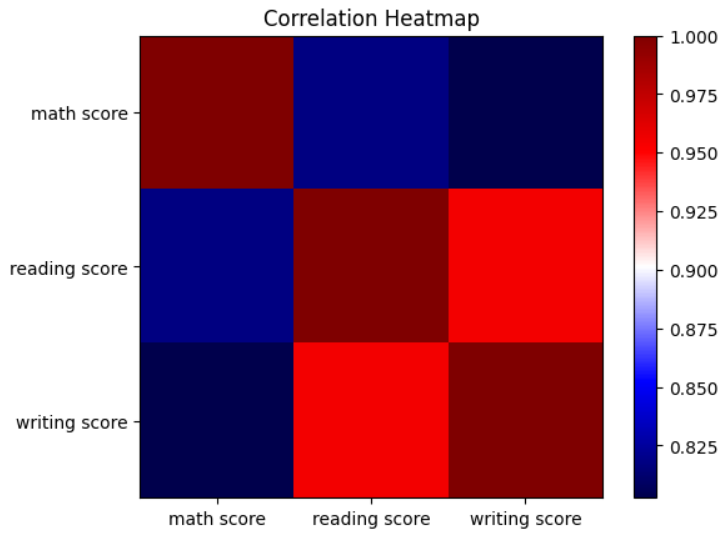 Correlation Heatmap
math score
reading score
writing score
math score reading score writing score
1.000
0.975
0.950
0.925
0.900
0.875
0.850
0.825